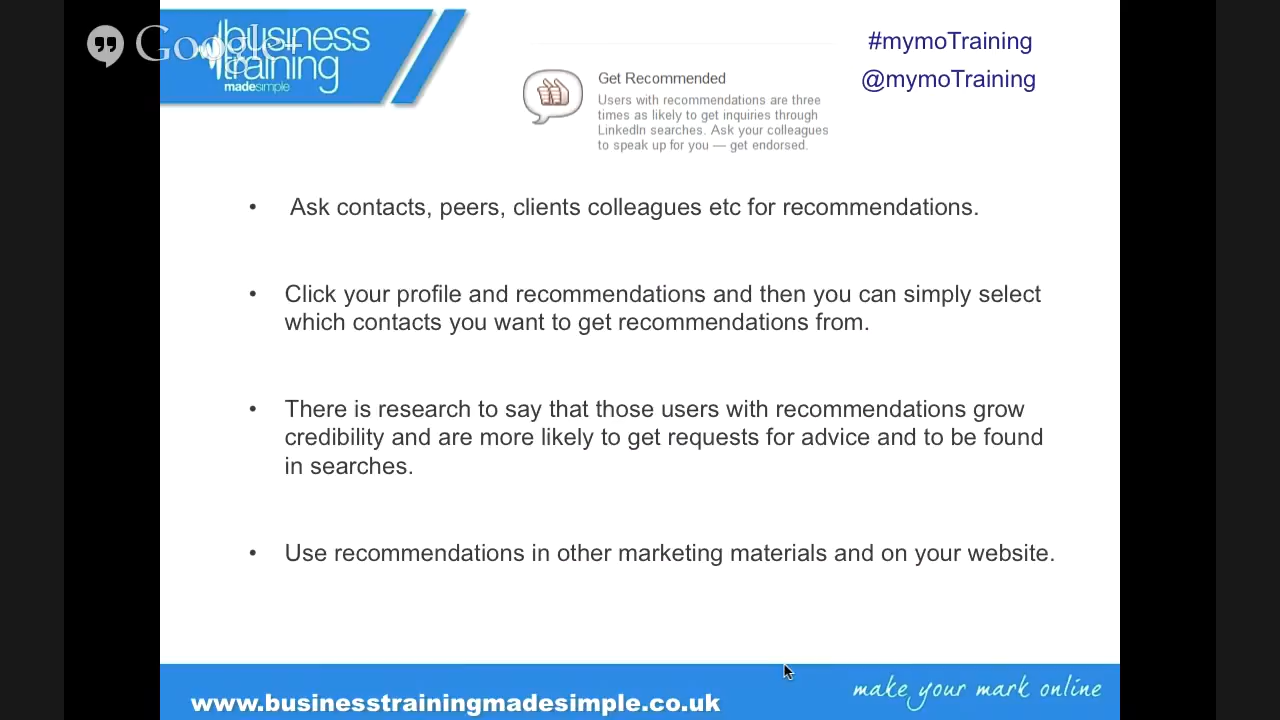 Google+
business
training
madesimple
#mymoTraining
@mymoTraining
Get Recommended
Users with recommendations are three
times as likely to get inquiries through
LinkedIn searches. Ask your colleagues
to speak up for you — get endorsed.
• Ask contacts, peers, clients colleagues etc for recommendations.
• Click your profile and recommendations and then you can simply select
which contacts you want to get recommendations from.
• There is research to say that those users with recommendations grow
credibility and are more likely to get requests for advice and to be found
in searches.
• Use recommendations in other marketing materials and on your website.
www.businesstrainingmadesimple.co.uk
make your mark online